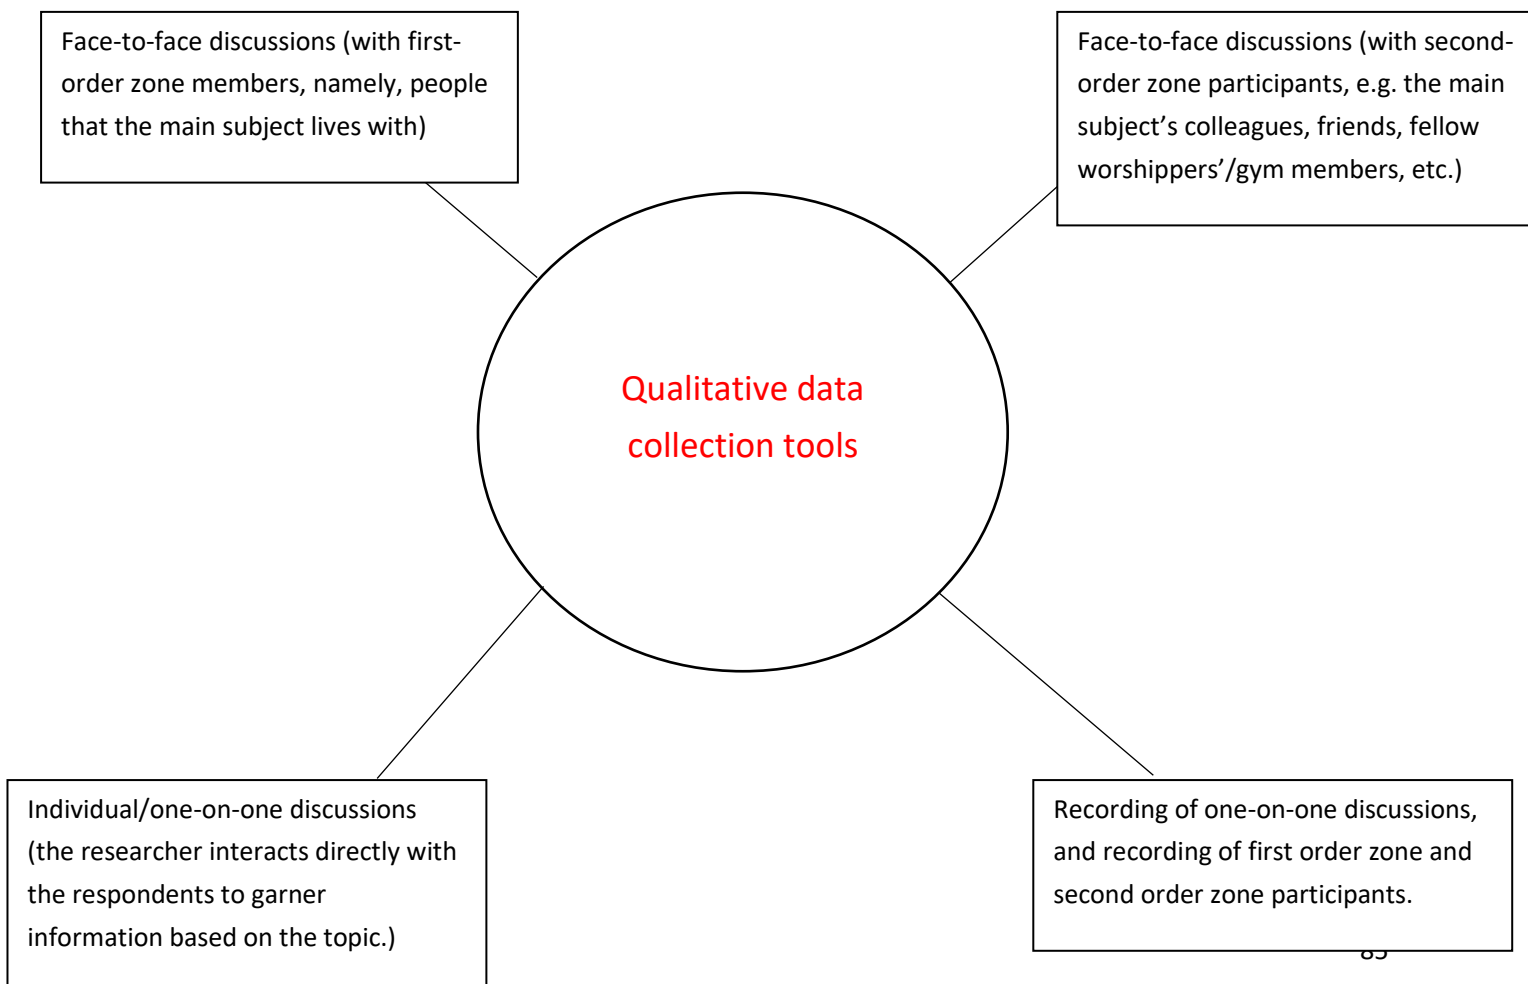 Face-to-face discussions (with first-
order zone members, namely, people
that the main subject lives with)
Face-to-face discussions (with second-
order zone participants, e.g. the main
subject’s colleagues, friends, fellow
worshippers’/gym members, etc.)
Qualitative data
collection tools
Individual/one-on-one discussions
(the researcher interacts directly with
the respondents to garner
information based on the topic.)
Recording of one-on-one discussions,
and recording of first order zone and
second order zone participants.